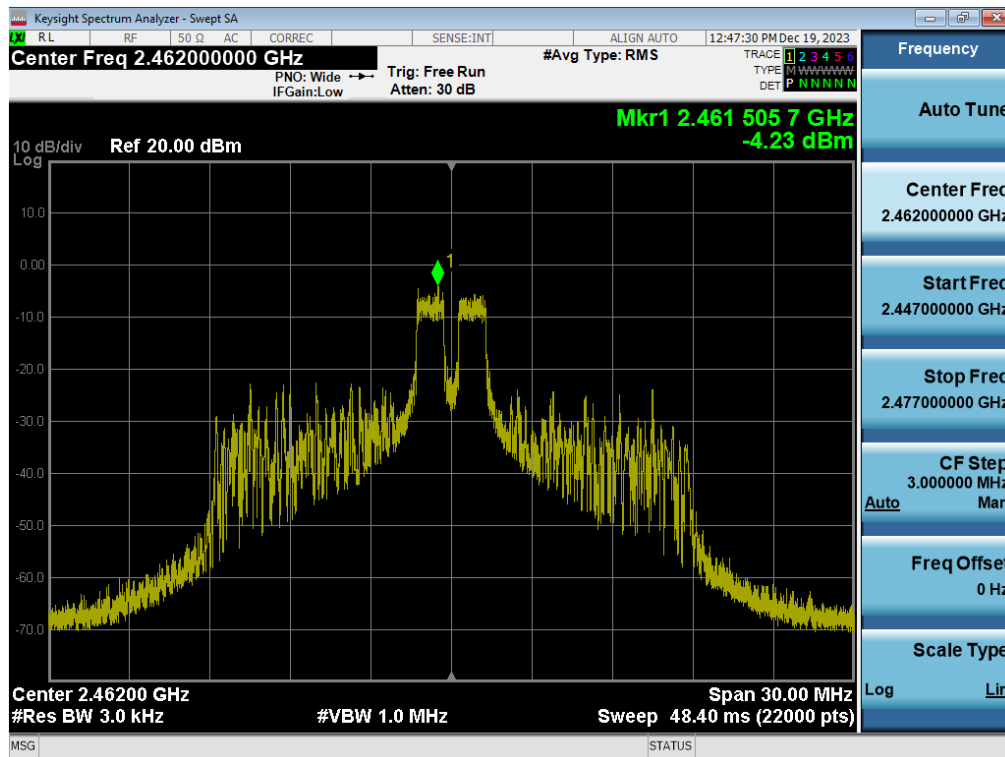 Keysight Spectrum Analyzer - Swept SA
LXI RL RF 50 Ω AC CORREC SENSE:INT ALIGN AUTO 12:47:30 PM Dec 19, 2023
Center Freq 2.462000000 GHz
PNO: Wide
IFGain:Low
Trig: Free Run
Atten: 30 dB
#Avg Type: RMS
TRACE 1 2 3 4 5 6
TYPE M WWWWW
DET P N N N N N
Mkr1 2.461 505 7 GHz
-4.23 dBm
10 dB/div Ref 20.00 dBm
Log
1
10.0
0.00
-10.0
-20.0
-30.0
-40.0
-50.0
-60.0
-70.0
Center 2.46200 GHz Span 30.00 MHz
#Res BW 3.0 kHz #VBW 1.0 MHz Sweep 48.40 ms (22000 pts)
MSG STATUS
Frequency
Auto Tune
Center Freq
2.462000000 GHz
Start Freq
2.447000000 GHz
Stop Freq
2.477000000 GHz
CF Step
3.000000 MHz
Auto Man
Freq Offset
0 Hz
Scale Type
Log Lin